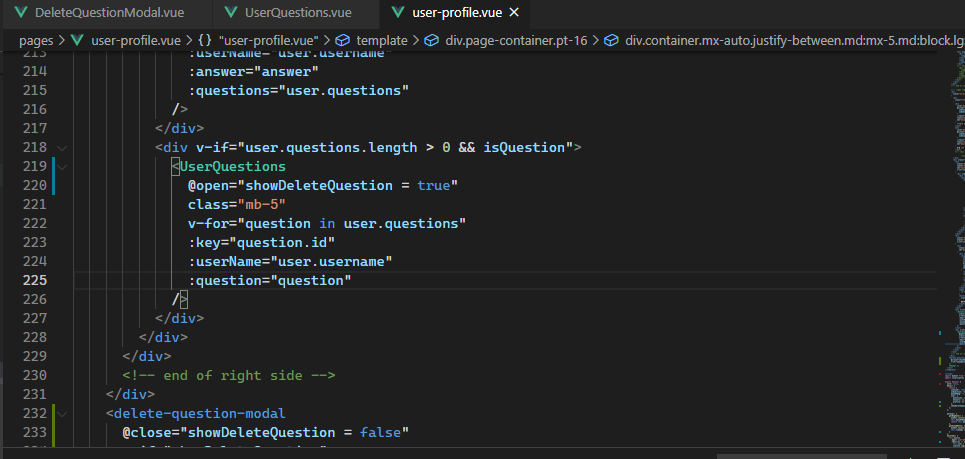 DeleteQuestionModal.vue UserQuestions.vue user-profile.vue
pages > user-profile.vue > {} "user-profile.vue" > template > div.page-container.pt-16 > div.container.mx-auto.justify-between.md:mx-5.md:block.lg
213 :userName="user.username"
214 :answer="answer"
215 :questions="user.questions"
216 />
217 </div>
218 <div v-if="user.questions.length > 0 && isQuestion">
219 <UserQuestions
220 @open="showDeleteQuestion = true"
221 class="mb-5"
222 v-for="question in user.questions"
223 :key="question.id"
224 :userName="user.username"
225 :question="question"
226 />
227 </div>
228 </div>
229 </div>
230 <!-- end of right side -->
231 </div>
232 <delete-question-modal
233 @close="showDeleteQuestion = false"